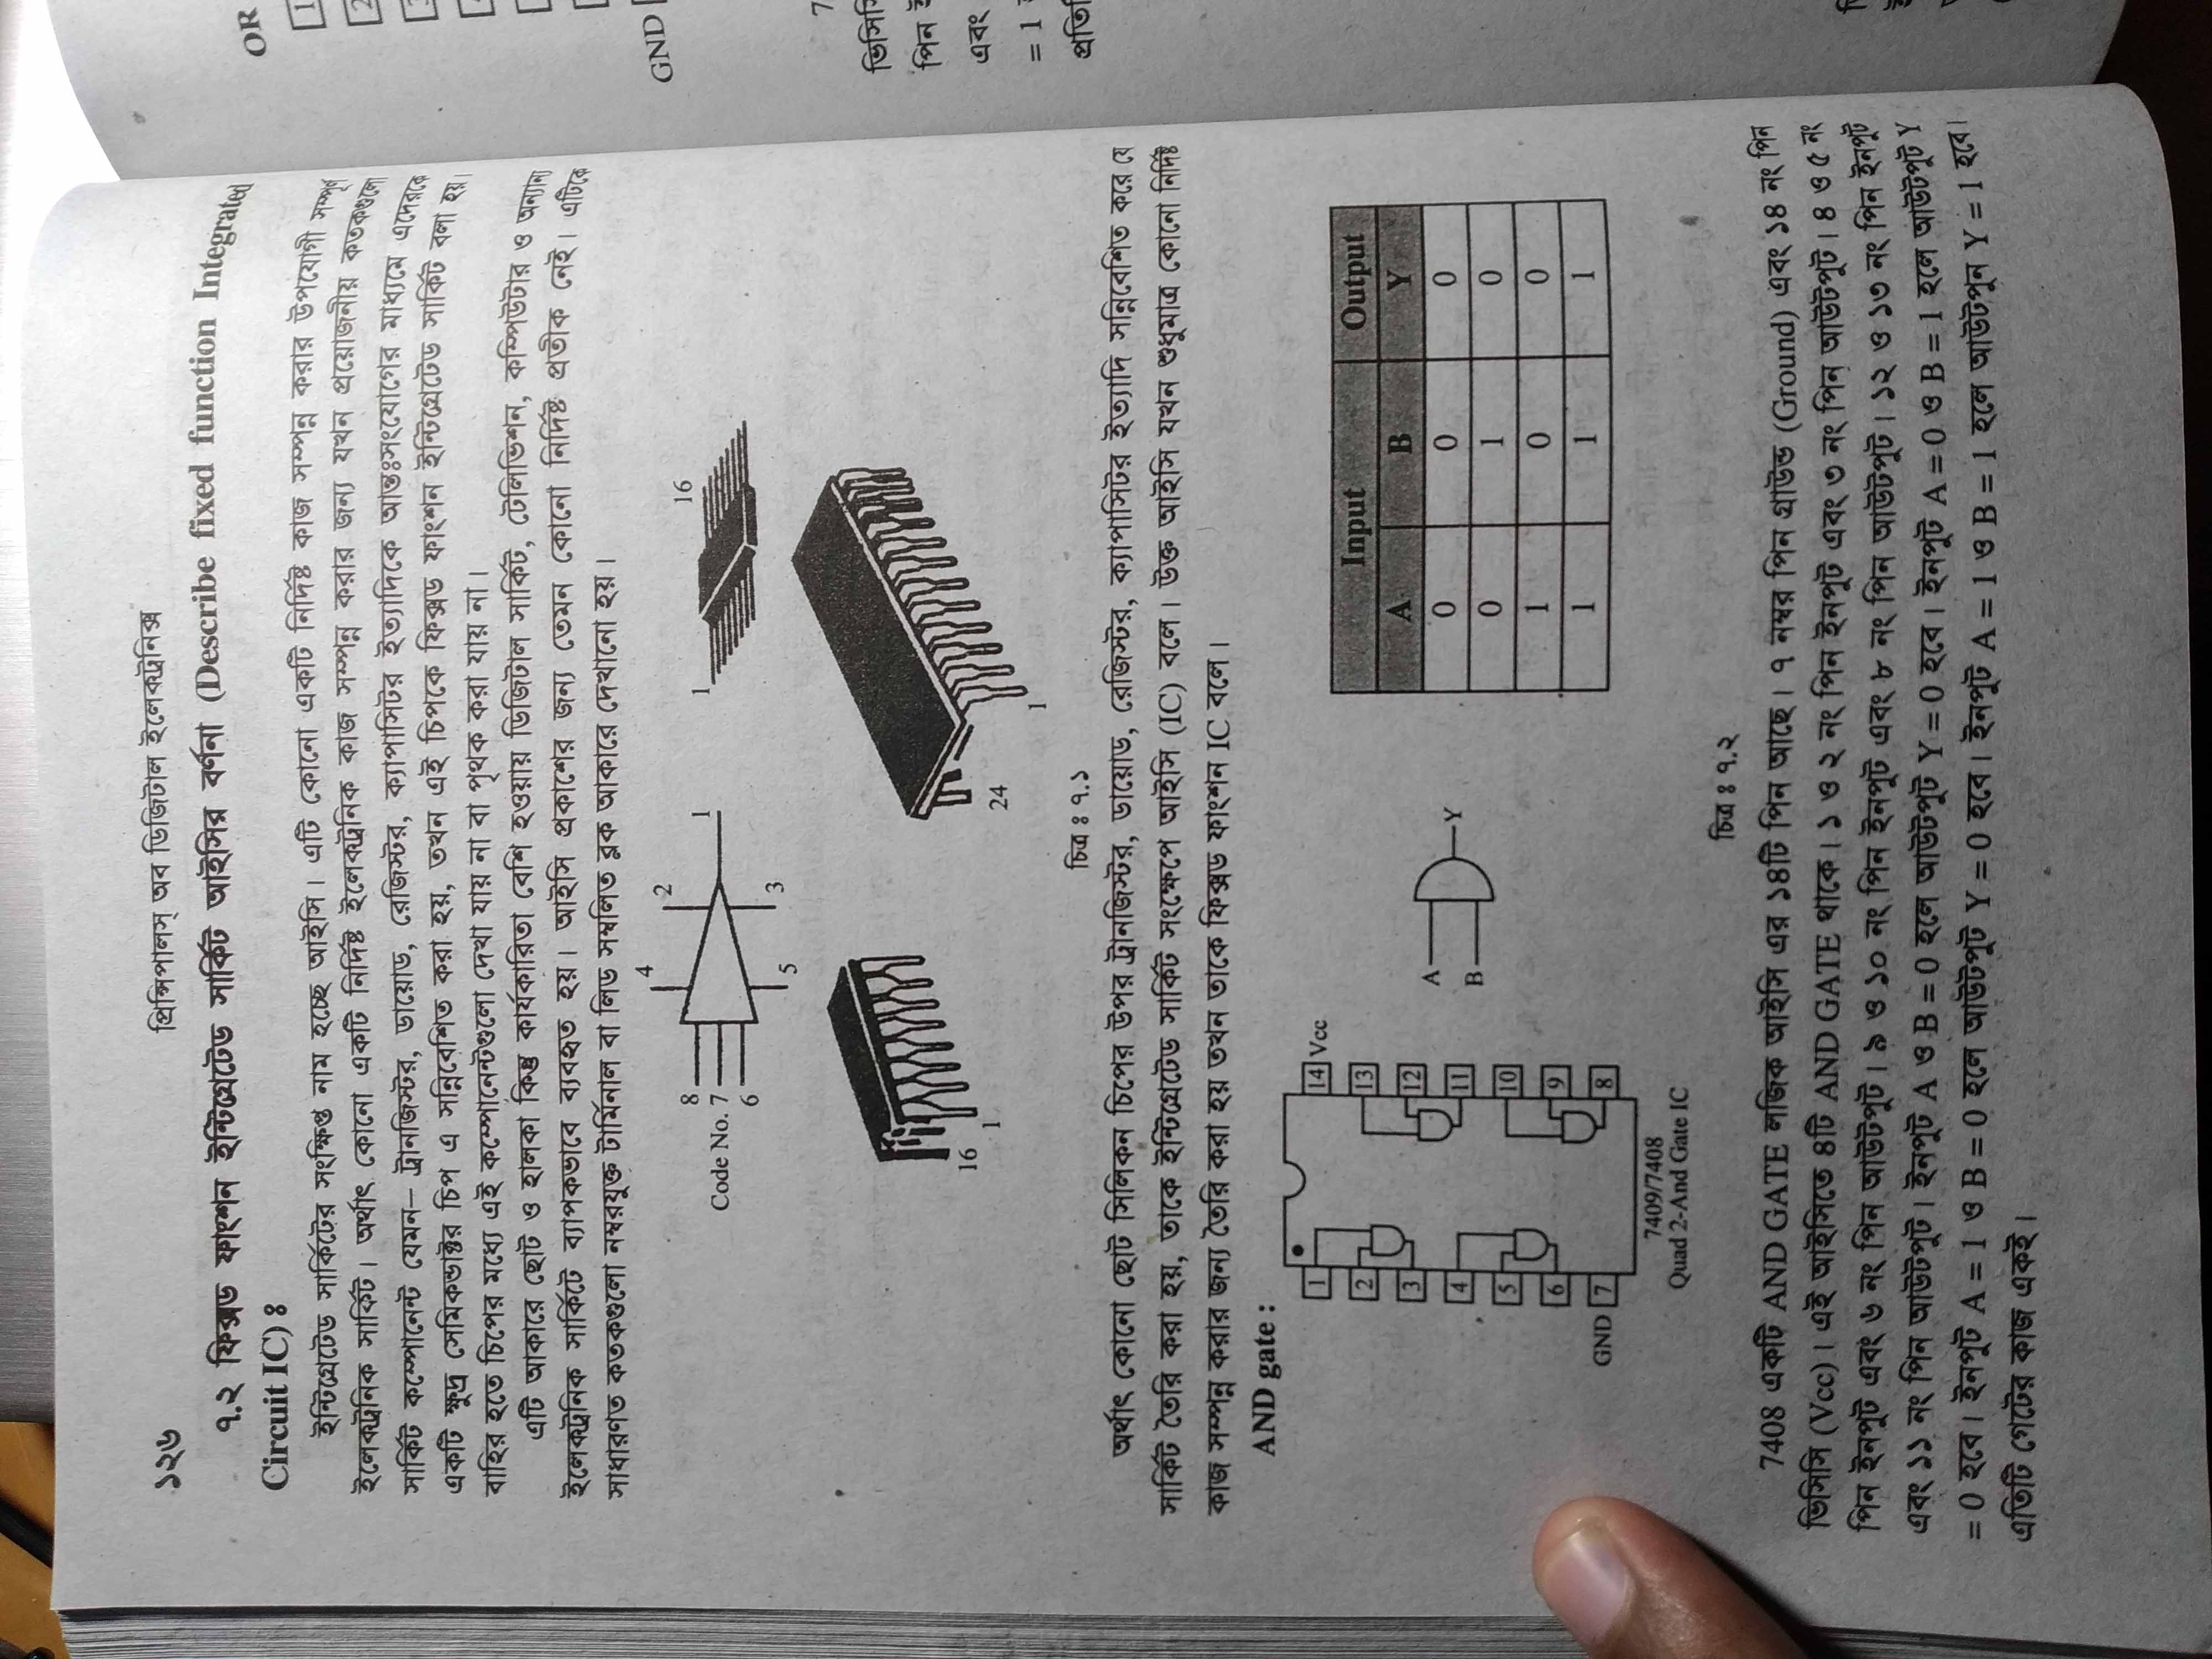 ১২৬
প্রিন্সিপালস্ অব ডিজিটাল ইলেকট্রনিক্স
৭.২ ফিক্সড ফাংশন ইন্টিগ্রেটেড সার্কিট আইসির বর্ণনা (Describe fixed function Integrated
Circuit IC) ঃ
ইন্টিগ্রেটেড সার্কিটের সংক্ষিপ্ত নাম হচ্ছে আইসি। এটি কোনো একটি নির্দিষ্ট কাজ সম্পন্ন করার উপযোগী সম্পূর্ণ
ইলেকট্রনিক সার্কিট। অর্থাৎ কোনো একটি নির্দিষ্ট ইলেকট্রনিক কাজ সম্পন্ন করার জন্য যখন প্রয়োজনীয় কতকগুলো
সার্কিট কম্পোনেন্ট যেমন– ট্রানজিস্টর, ডায়োড, রেজিস্টর, ক্যাপাসিটর ইত্যাদিকে আন্তঃসংযোগের মাধ্যমে এদেরকে
একটি ক্ষুদ্র সেমিকন্ডাক্টর চিপ এ সন্নিবেশিত করা হয়, তখন এই চিপকে ফিক্সড ফাংশন ইন্টিগ্রেটেড সার্কিট বলা হয়।
বাহির হতে চিপের মধ্যে এই কম্পোনেন্টগুলো দেখা যায় না বা পৃথক করা যায় না।
এটি আকারে ছোট ও হালকা কিন্তু কার্যকারিতা বেশি হওয়ায় ডিজিটাল সার্কিট, টেলিভিশন, কম্পিউটার ও অন্যান্য
ইলেকট্রনিক সার্কিটে ব্যাপকভাবে ব্যবহৃত হয়। আইসি প্রকাশের জন্য তেমন কোনো নির্দিষ্ট প্রতীক নেই। এটিকে
সাধারণত কতকগুলো নম্বরযুক্ত টার্মিনাল বা লিড সম্বলিত ব্লক আকারে দেখানো হয়।
4
2
8
Code No. 7
6
1
5
3
1
16
16
1
24
1
চিত্র ঃ ৭.১
অর্থাৎ কোনো ছোট সিলিকন চিপের উপর ট্রানজিস্টর, ডায়োড, রেজিস্টর, ক্যাপাসিটর ইত্যাদি সন্নিবেশিত করে যে
সার্কিট তৈরি করা হয়, তাকে ইন্টিগ্রেটেড সার্কিট সংক্ষেপে আইসি (IC) বলে। উক্ত আইসি যখন শুধুমাত্র কোনো নির্দিষ্ট
কাজ সম্পন্ন করার জন্য তৈরি করা হয় তখন তাকে ফিক্সড ফাংশন IC বলে।
AND gate :
1
2
3
4
5
6
GND 7
14 Vcc
13
12
11
10
9
8
7409/7408
Quad 2-And Gate IC
A
B
Y
Input Output
A B Y
0 0 0
0 1 0
1 0 0
1 1 1
চিত্র ঃ ৭.২
7408 একটি AND GATE লজিক আইসি এর ১৪টি পিন আছে। ৭ নম্বর পিন গ্রাউন্ড (Ground) এবং ১৪ নং পিন
ভিসিসি (Vcc)। এই আইসিতে ৪টি AND GATE থাকে। ১ ও ২ নং পিন ইনপুট এবং ৩ নং পিন আউটপুট। ৪ ও ৫ নং
পিন ইনপুট এবং ৬ নং পিন আউটপুট। ৯ ও ১০ নং পিন ইনপুট এবং ৮ নং পিন আউটপুট। ১২ ও ১৩ নং পিন ইনপুট
এবং ১১ নং পিন আউটপুট। ইনপুট A ও B = 0 হলে আউটপুট Y = 0 হবে। ইনপুট A = 0 ও B = 1 হলে আউটপুট Y
= 0 হবে। ইনপুট A = 1 ও B = 0 হলে আউটপুট Y = 0 হবে। ইনপুট A = 1 ও B = 1 হলে আউটপুন Y = 1 হবে।
এতিটি গেটের কাজ একই।
OR
1
2
GND
7
পিন
এবং
= 1